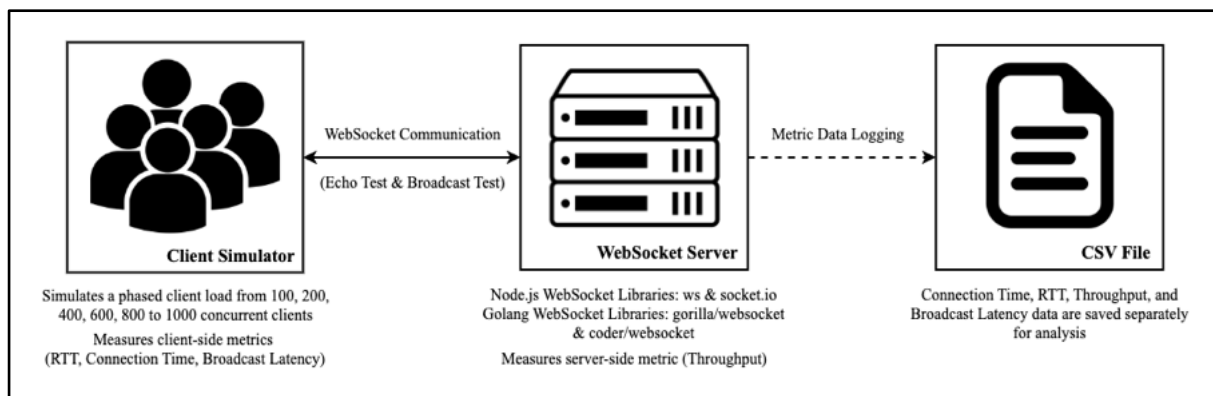 Client Simulator
Simulates a phased client load from 100, 200,
400, 600, 800 to 1000 concurrent clients
Measures client-side metrics
(RTT, Connection Time, Broadcast Latency)
WebSocket Communication
(Echo Test & Broadcast Test)
WebSocket Server
Node.js WebSocket Libraries: ws & socket.io
Golang WebSocket Libraries: gorilla/websocket
& coder/websocket
Measures server-side metric (Throughput)
Metric Data Logging
CSV File
Connection Time, RTT, Throughput, and
Broadcast Latency data are saved separately
for analysis